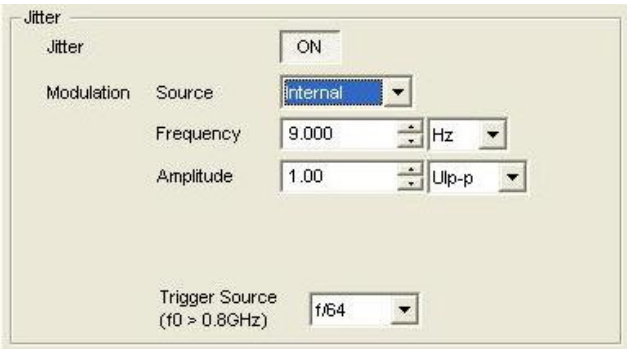 Jitter
Jitter ON
Modulation Source Internal
Frequency 9.000 Hz
Amplitude 1.00 UIp-p
Trigger Source
(f0 > 0.8GHz) f/64